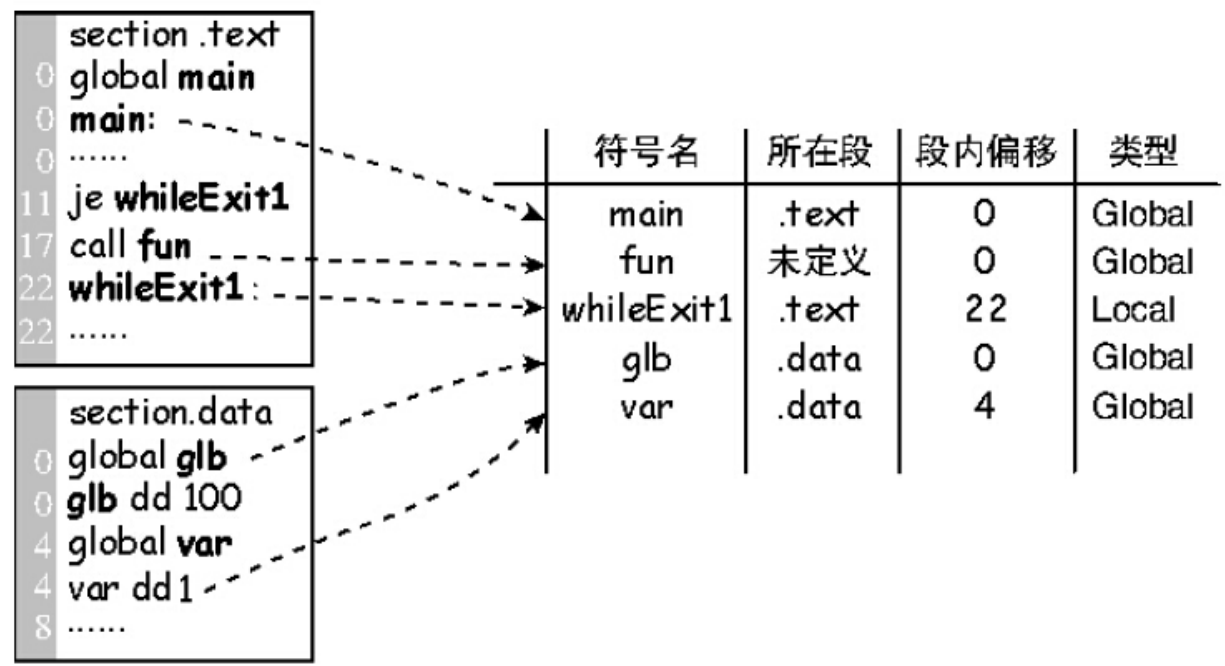 section .text
0 global main
0 main:
0 ......
11 je whileExit1
17 call fun
22 whileExit1:
22 ......
section.data
0 global glb
0 glb dd 100
4 global var
4 var dd 1
8 ......
符号名 所在段 段内偏移 类型
main .text 0 Global
fun 未定义 0 Global
whileExit1 .text 22 Local
glb .data 0 Global
var .data 4 Global